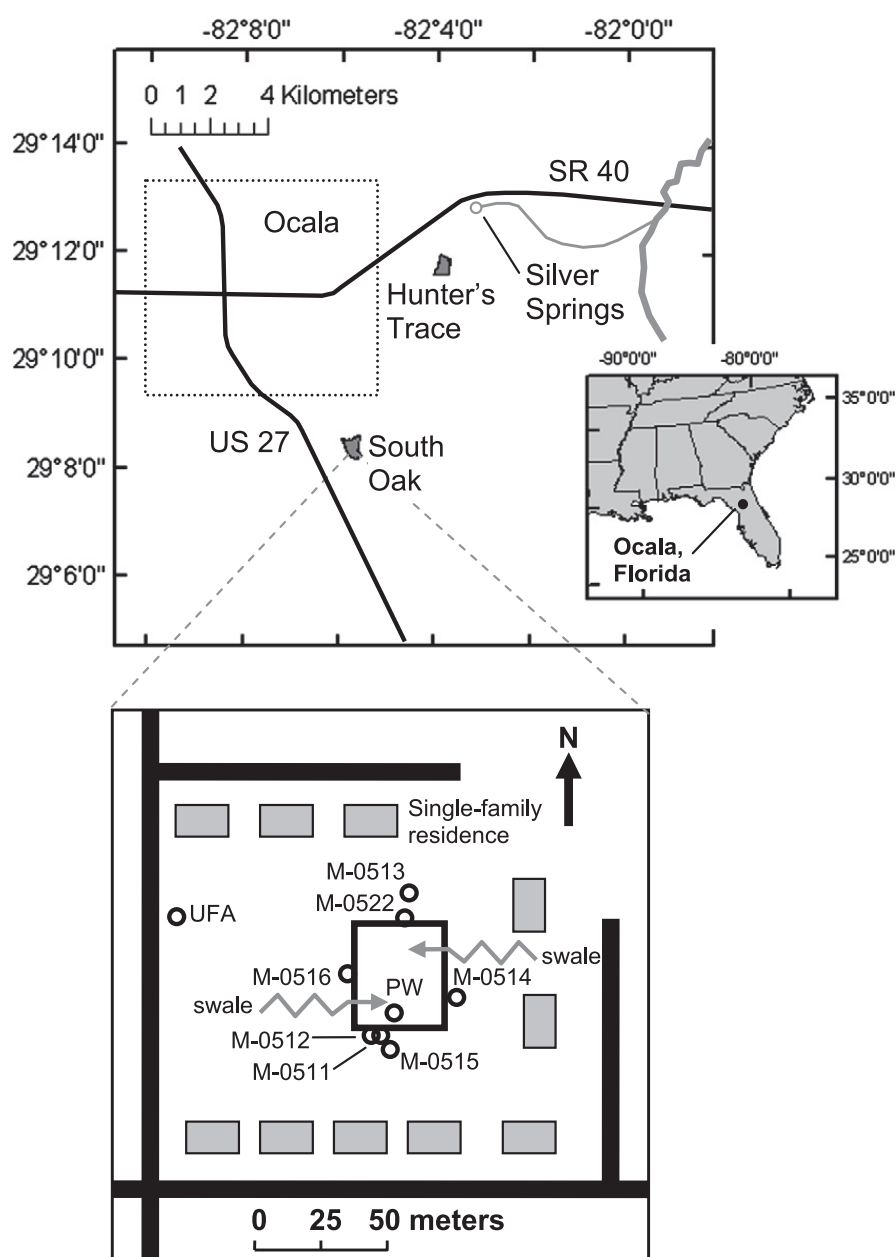 -82°8'0" -82°4'0" -82°0'0"
0 1 2 4 Kilometers
29°14'0"
SR 40
Ocala
29°12'0"
Silver
Springs
Hunter's
Trace
29°10'0"
-90°0'0" -80°0'0"
35°0'0"
US 27
South
Oak
29°8'0"
30°0'0"
Ocala,
Florida
25°0'0"
29°6'0"
N
Single-family
residence
M-0513
M-0522
UFA
swale
M-0516
PW
M-0514
swale
M-0512
M-0511
M-0515
0 25 50 meters